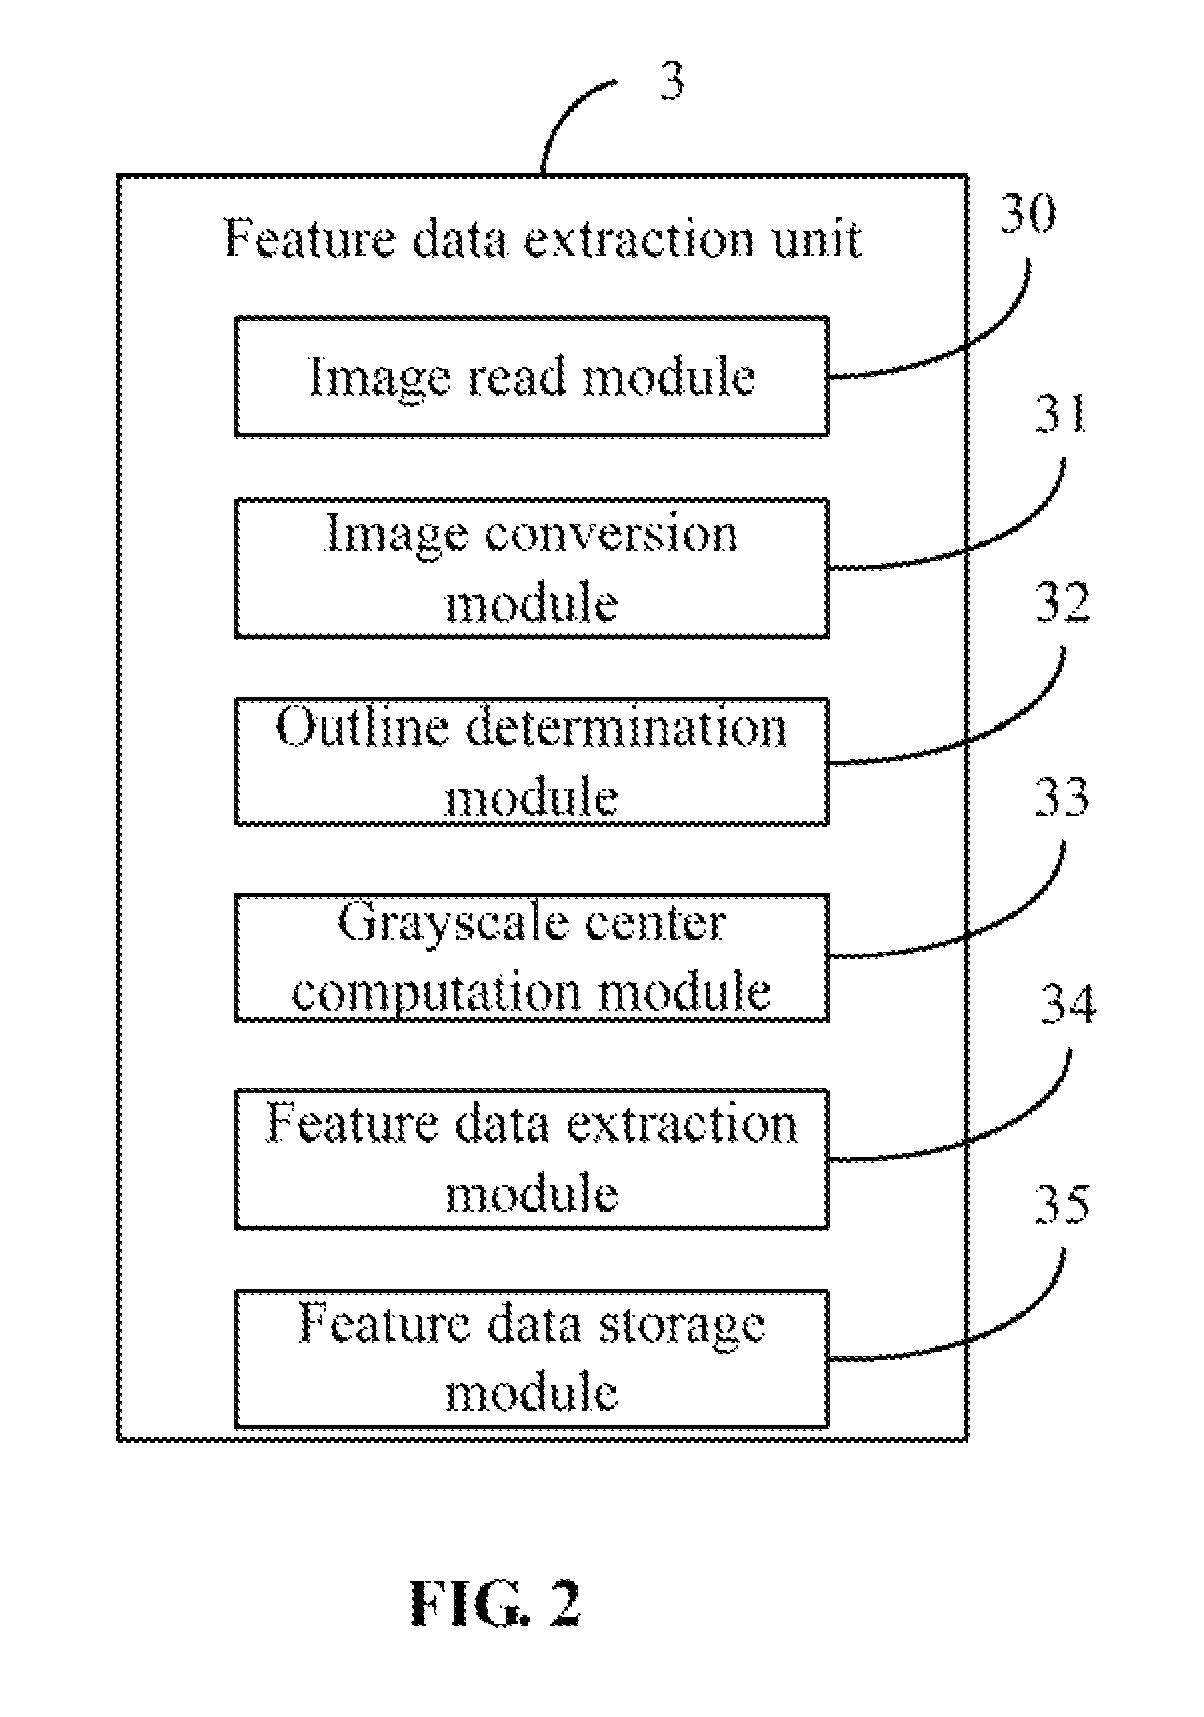 3
Feature data extraction unit
30
Image read module
31
Image conversion
module
32
Outline determination
module
33
Grayscale center
computation module
34
Feature data extraction
module
35
Feature data storage
module
FIG. 2